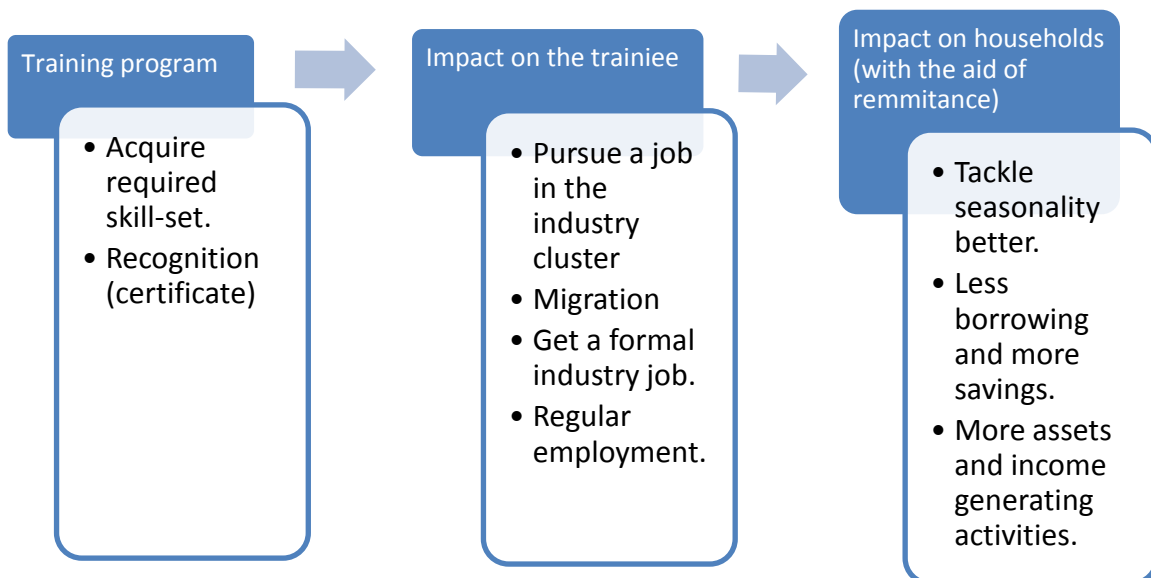 Training program
• Acquire
required
skill-set.
• Recognition
(certificate)
Impact on the trainiee
• Pursue a job
in the
industry
cluster
• Migration
• Get a formal
industry job.
• Regular
employment.
Impact on households
(with the aid of
remmitance)
• Tackle
seasonality
better.
• Less
borrowing
and more
savings.
• More assets
and income
generating
activities.